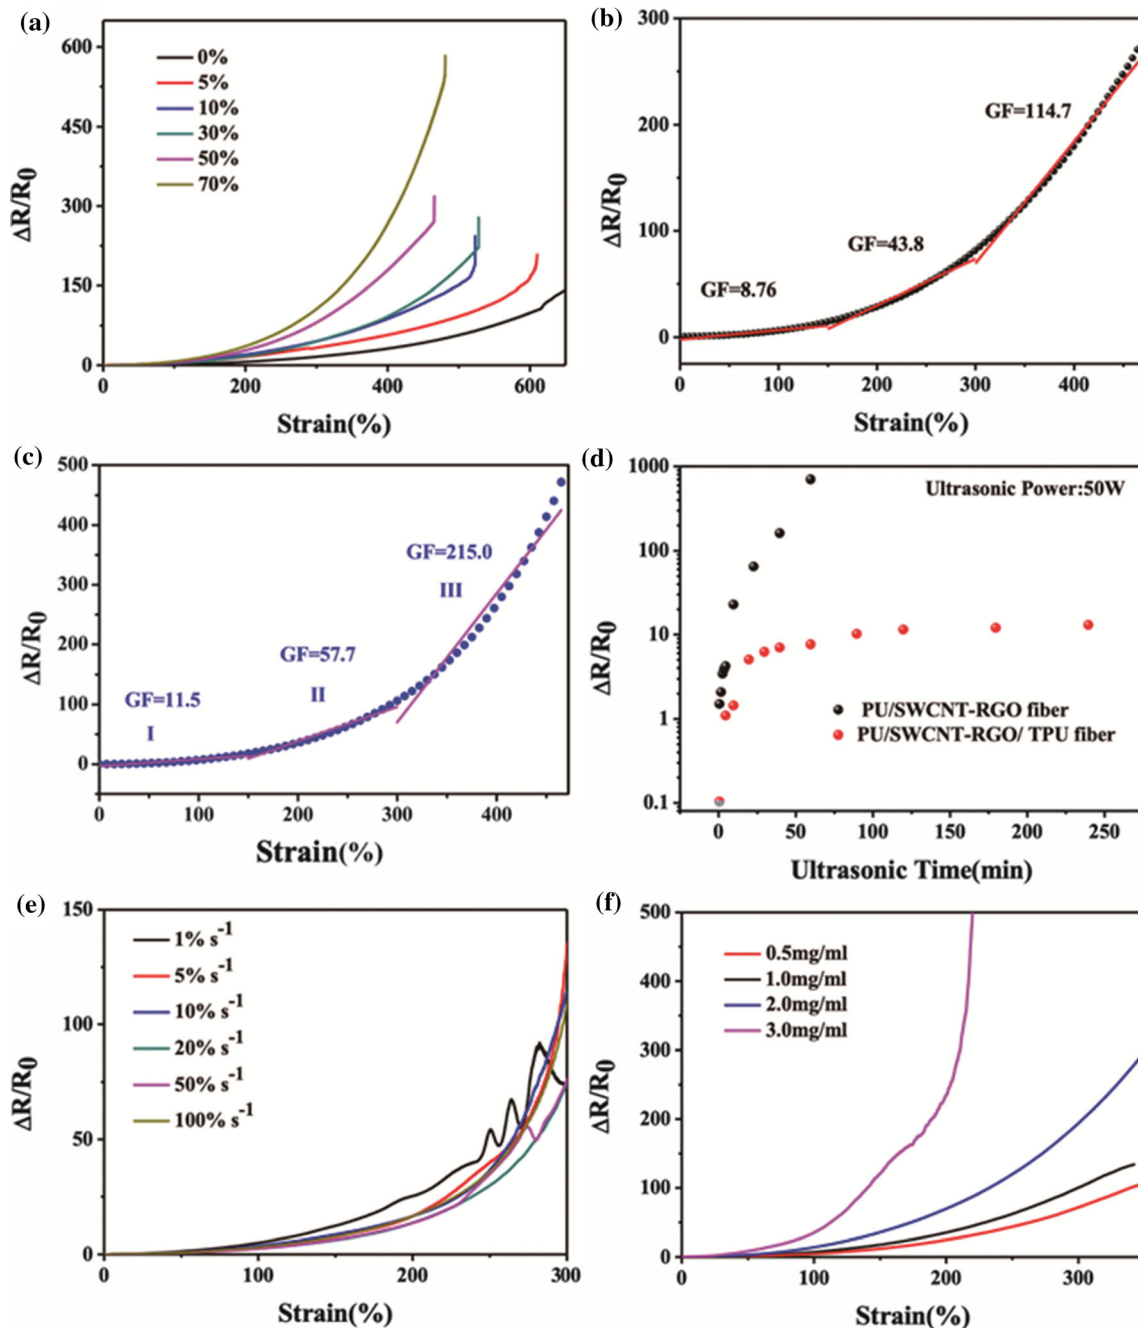 (a)
600
450
300
150
0
ΔR/R0
0%
5%
10%
30%
50%
70%
0 200 400 600
Strain(%)
(b)
300
200
100
0
ΔR/R0
GF=114.7
GF=43.8
GF=8.76
0 100 200 300 400
Strain(%)
(c)
500
400
300
200
100
0
ΔR/R0
GF=215.0
III
GF=57.7
II
GF=11.5
I
0 100 200 300 400
Strain(%)
(d)
1000
100
10
1
0.1
ΔR/R0
Ultrasonic Power:50W
PU/SWCNT-RGO fiber
PU/SWCNT-RGO/ TPU fiber
0 50 100 150 200 250
Ultrasonic Time(min)
(e)
150
100
50
0
ΔR/R0
1% s-1
5% s-1
10% s-1
20% s-1
50% s-1
100% s-1
0 100 200 300
Strain(%)
(f)
500
400
300
200
100
0
ΔR/R0
0.5mg/ml
1.0mg/ml
2.0mg/ml
3.0mg/ml
0 100 200 300
Strain(%)